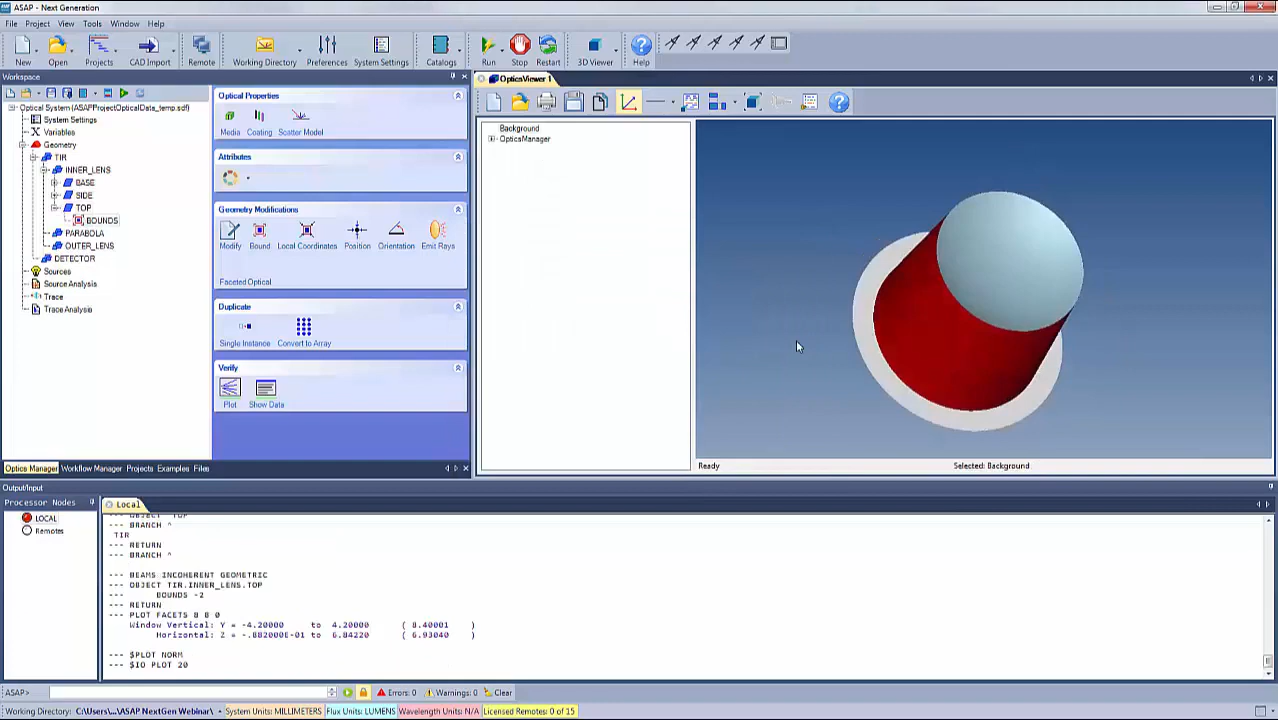 ASAP - Next Generation
File Project View Tools Window Help
New Open Projects CAD Import Remote Working Directory Preferences System Settings Catalogs Run Stop Restart 3D Viewer Help
Workspace
Optical System (ASAPProjectOpticalData_temp.sdf)
System Settings
Variables
Geometry
TIR
INNER_LENS
BASE
SIDE
TOP
BOUNDS
PARABOLA
OUTER_LENS
DETECTOR
Sources
Source Analysis
Trace
Trace Analysis
Optics Manager Workflow Manager Projects Examples Files
Optical Properties
Media Coating Scatter Model
Attributes
Geometry Modifications
Modify Bound Local Coordinates Position Orientation Emit Rays
Faceted Optical
Duplicate
Single Instance Convert to Array
Verify
Plot Show Data
OpticsViewer 1
Background
OpticsManager
Ready Selected: Background
Output/Input
Processor Nodes
LOCAL
Remotes
Local
--- OBJECT TOP
--- BRANCH ^
TIR
--- RETURN
--- BRANCH ^
--- BEAMS INCOHERENT GEOMETRIC
--- OBJECT TIR.INNER_LENS.TOP
--- BOUNDS -2
--- RETURN
--- PLOT FACETS 8 8 0
Window Vertical: Y = -4.20000 to 4.20000 ( 8.40001 )
Horizontal: Z = -.882000E-01 to 6.84220 ( 6.93040 )
--- $PLOT NORM
--- $IO PLOT 20
ASAP> Errors: 0 Warnings: 0 Clear
Working Directory: C:\Users\...\ASAP NextGen Webinar\ System Units: MILLIMETERS Flux Units: LUMENS Wavelength Units: N/A Licensed Remotes: 0 of 15